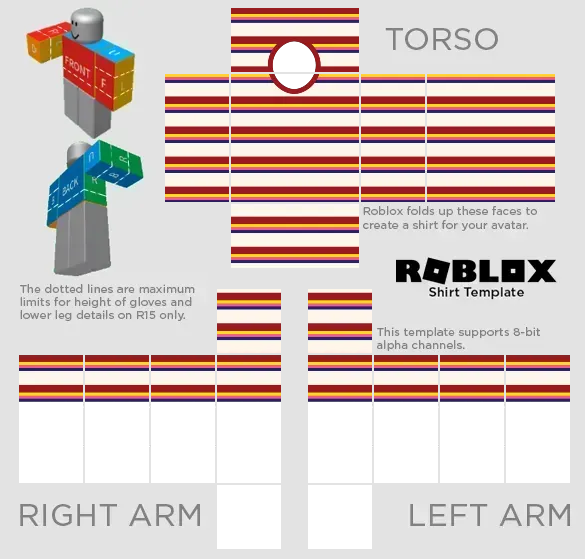 TORSO
FRONT
F
L
U
R
BACK
R
B
Roblox folds up these faces to
create a shirt for your avatar.
ROBLOX
Shirt Template
The dotted lines are maximum
limits for height of gloves and
lower leg details on R15 only.
This template supports 8-bit
alpha channels.
RIGHT ARM
LEFT ARM